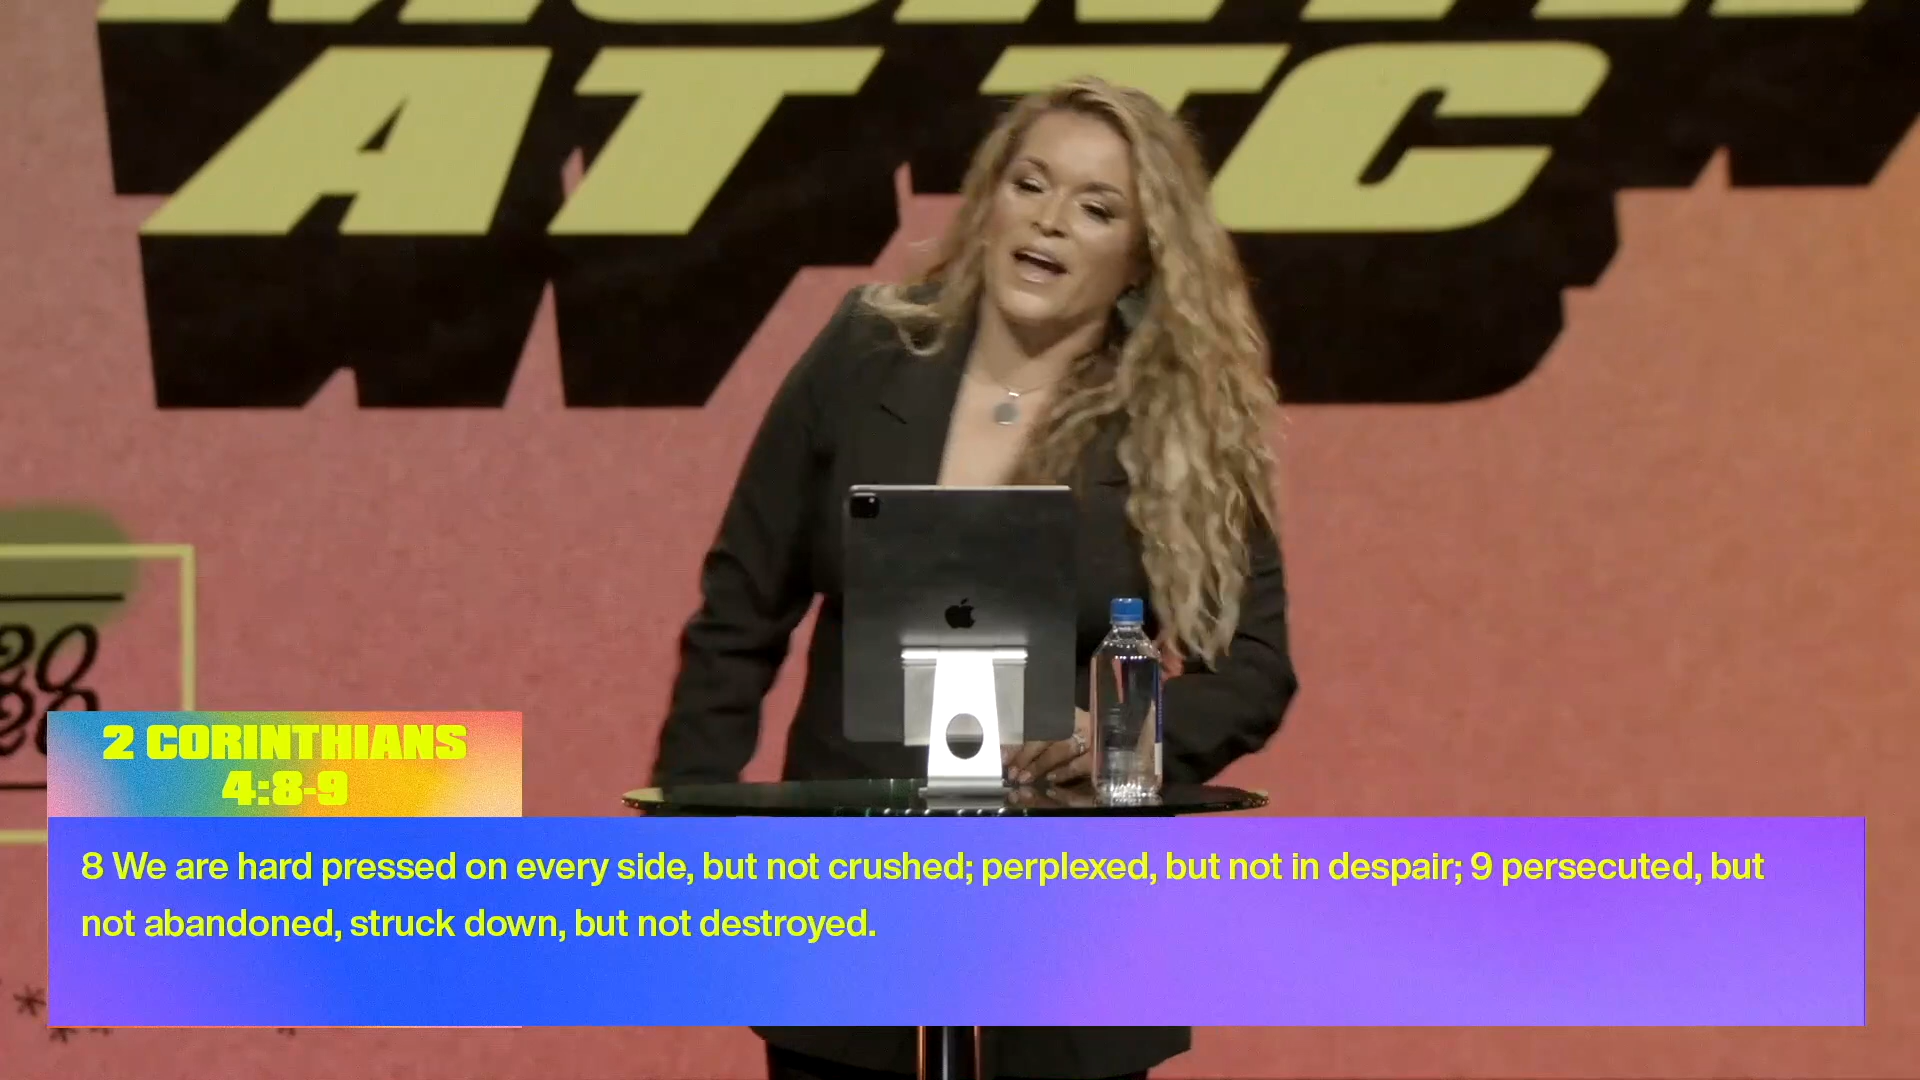 AT TC
2 CORINTHIANS
4:8-9
8 We are hard pressed on every side, but not crushed; perplexed, but not in despair; 9 persecuted, but
not abandoned, struck down, but not destroyed.